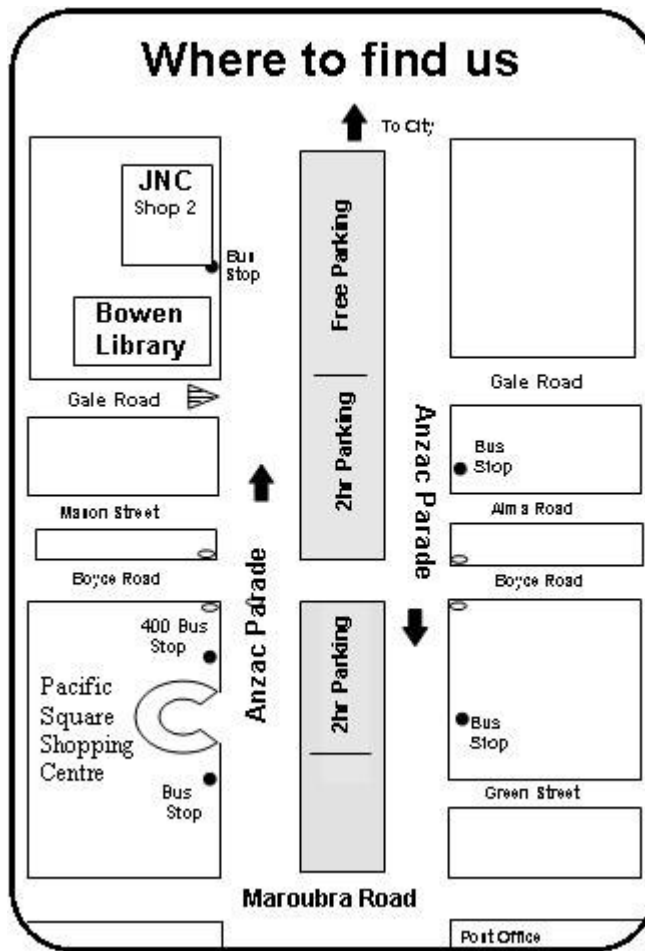 Where to find us
To City
JNC
Shop 2
Bus
Stop
Free Parking
Bowen
Library
Gale Road
Gale Road
2hr Parking
Anzac Parade
Bus
Stop
Mason Street
Alma Road
Boyce Road
Boyce Road
Anzac Parade
400 Bus
Stop
2hr Parking
Pacific
Square
Shopping
Centre
Bus
Stop
Bus
Stop
Green Street
Maroubra Road
Post Office